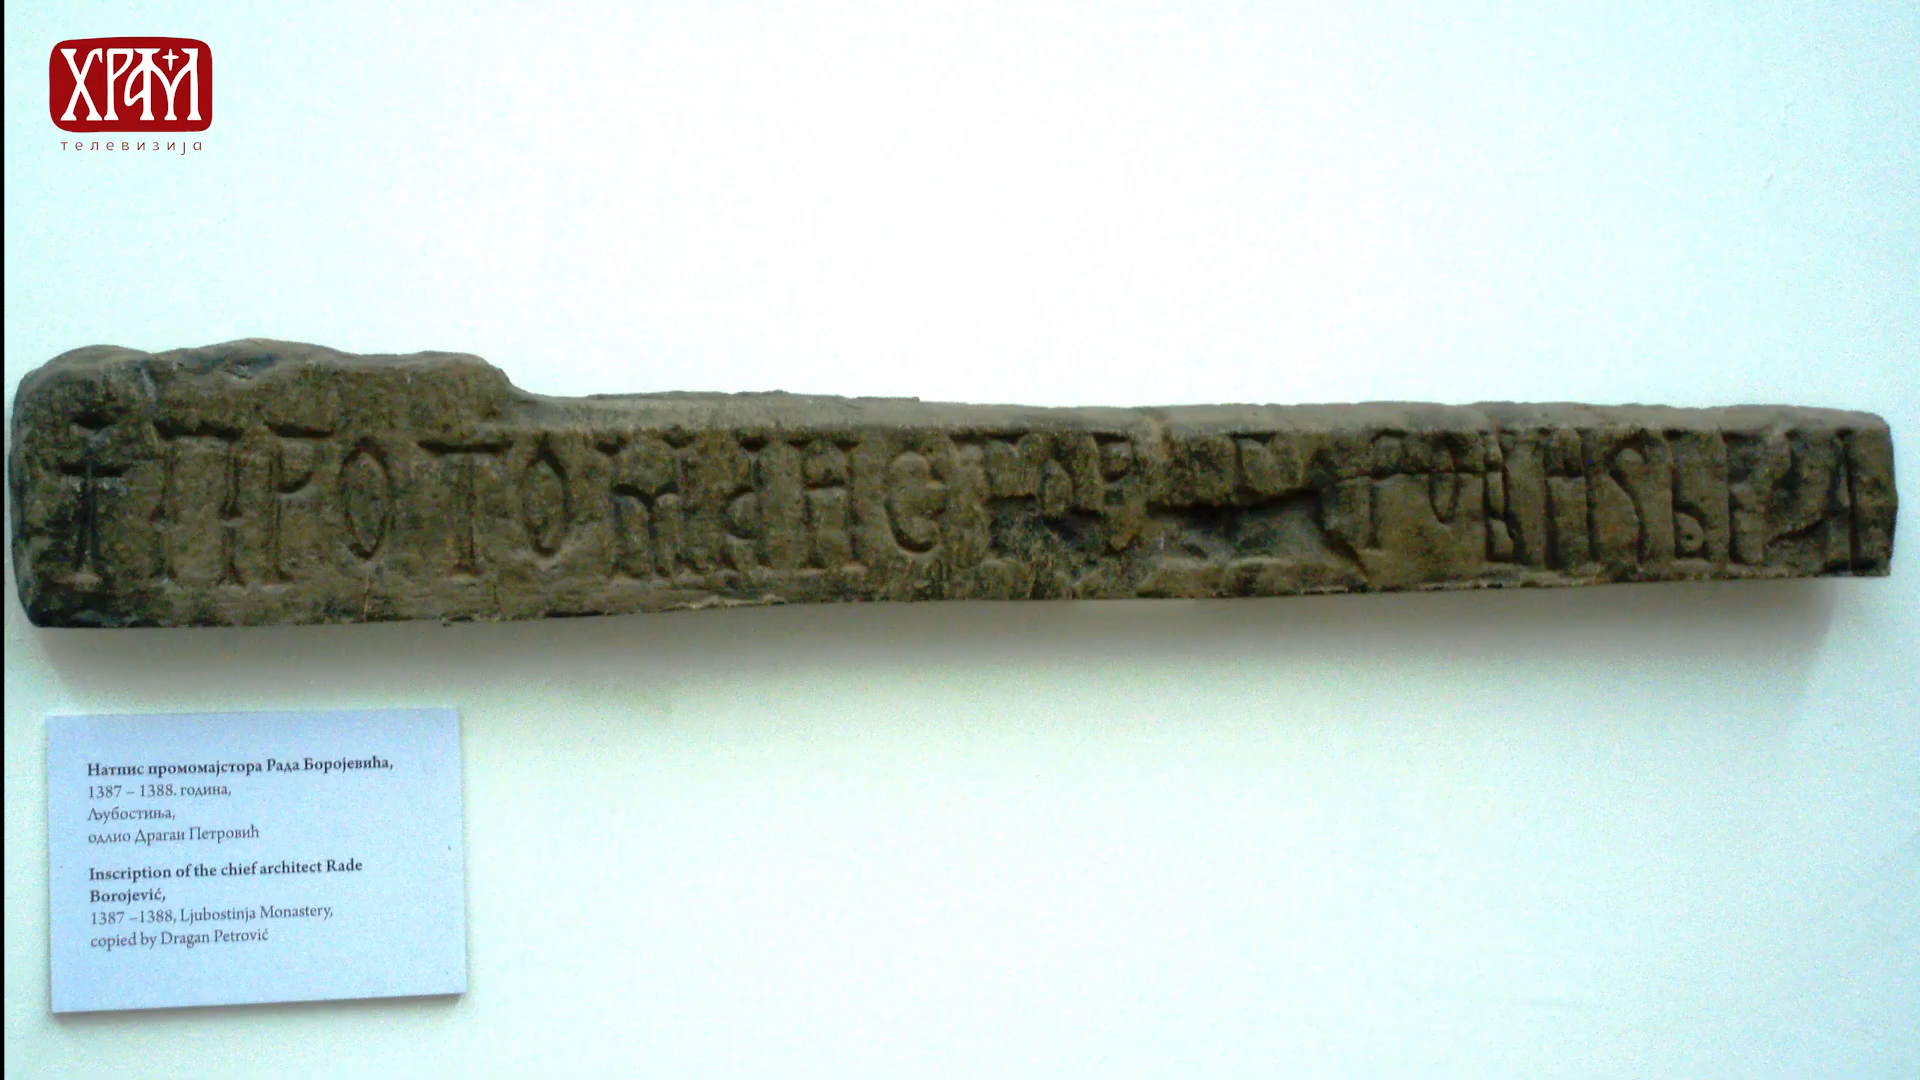 ХРАМ
телевизија
ПРОТОМАИС
Натпис промомајстора Рада Боројевића,
1387 – 1388. година,
Љубостиња,
одлио Драган Петровић
Inscription of the chief architect Rade
Borojević,
1387 –1388, Ljubostinja Monastery,
copied by Dragan Petrović